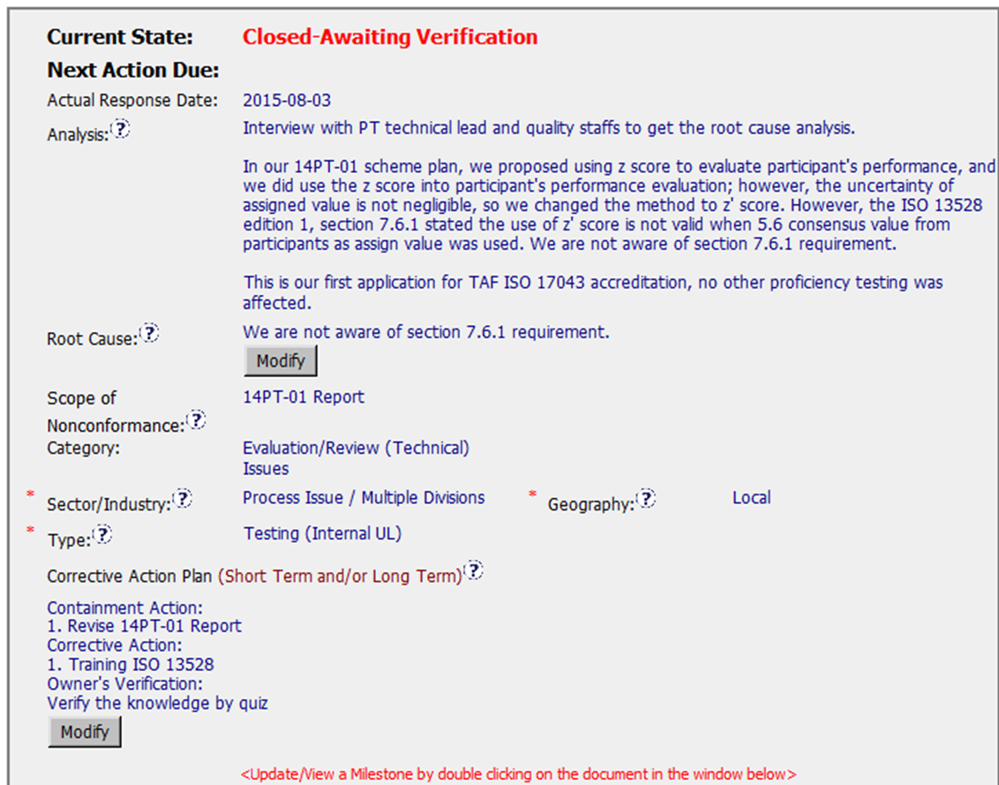 Current State: Closed-Awaiting Verification
Next Action Due:
Actual Response Date: 2015-08-03
Analysis: ? Interview with PT technical lead and quality staffs to get the root cause analysis.
In our 14PT-01 scheme plan, we proposed using z score to evaluate participant's performance, and
we did use the z score into participant's performance evaluation; however, the uncertainty of
assigned value is not negligible, so we changed the method to z' score. However, the ISO 13528
edition 1, section 7.6.1 stated the use of z' score is not valid when 5.6 consensus value from
participants as assign value was used. We are not aware of section 7.6.1 requirement.
This is our first application for TAF ISO 17043 accreditation, no other proficiency testing was
affected.
Root Cause: ? We are not aware of section 7.6.1 requirement.
Modify
Scope of 14PT-01 Report
Nonconformance: ?
Category: Evaluation/Review (Technical)
Issues
* Sector/Industry: ? Process Issue / Multiple Divisions * Geography: ? Local
* Type: ? Testing (Internal UL)
Corrective Action Plan (Short Term and/or Long Term) ?
Containment Action:
1. Revise 14PT-01 Report
Corrective Action:
1. Training ISO 13528
Owner's Verification:
Verify the knowledge by quiz
Modify
<Update/View a Milestone by double clicking on the document in the window below>